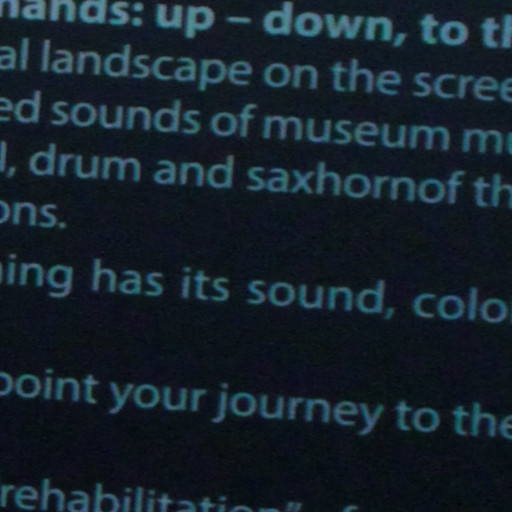 hands: up – down, to th
al landscape on the scree
ed sounds of museum mu
l, drum and saxhornof th
ons.
ing has its sound, colo
point your journey to the
rehabilitation"